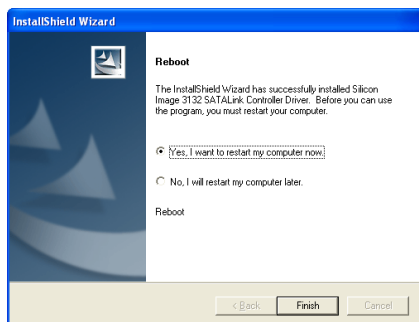 InstallShield Wizard
Reboot
The InstallShield Wizard has successfully installed Silicon
Image 3132 SATALink Controller Driver. Before you can use
the program, you must restart your computer.
Yes, I want to restart my computer now.
No, I will restart my computer later.
Reboot
< Back Finish Cancel